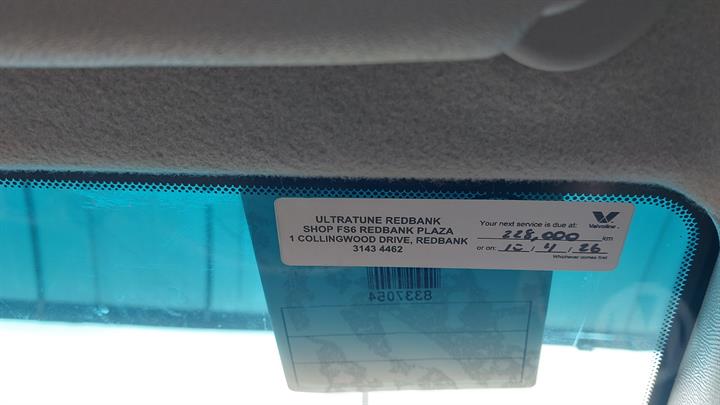 ULTRATUNE REDBANK
SHOP FS6 REDBANK PLAZA
1 COLLINGWOOD DRIVE, REDBANK
3143 4462
Your next service is due at:
228,000 km
or on: 10 / 4 / 26
Whichever comes first
Valvoline
8337054